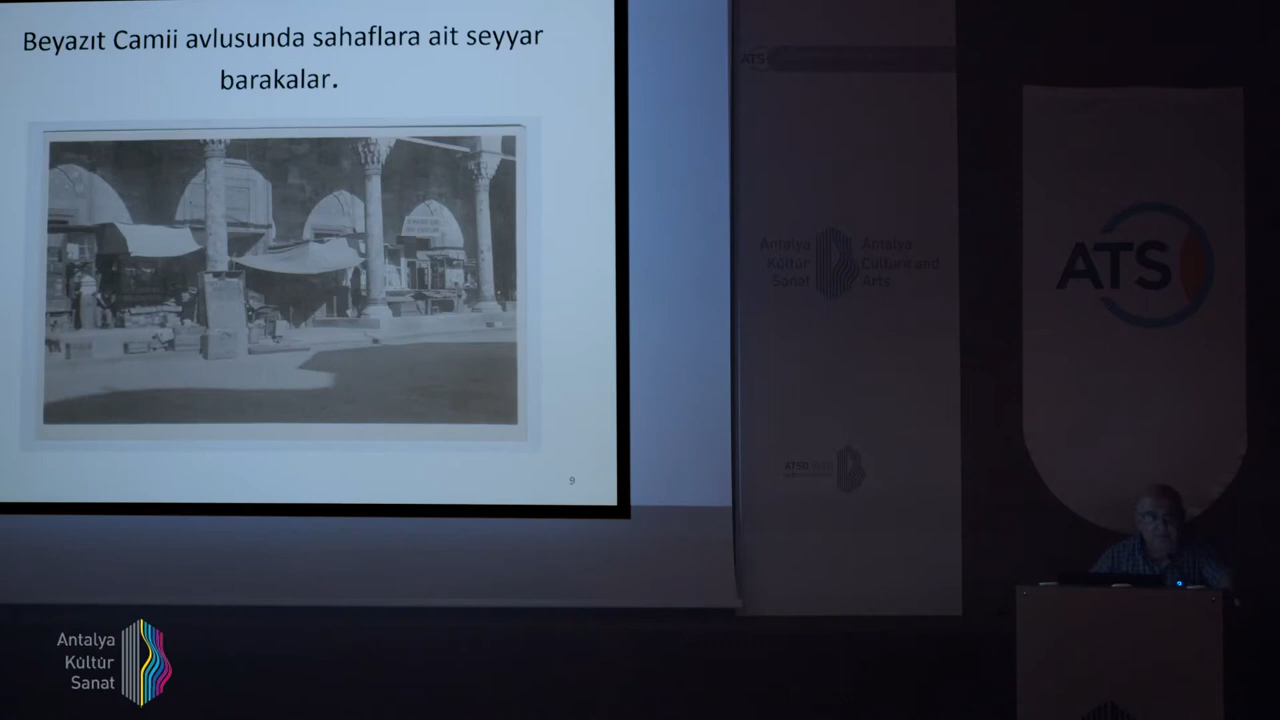 Beyazıt Camii avlusunda sahaflara ait seyyar
barakalar.
9
ATS
Antalya
Kültür
Sanat
Antalya
Culture and
Arts
ATS
Antalya
Kültür
Sanat